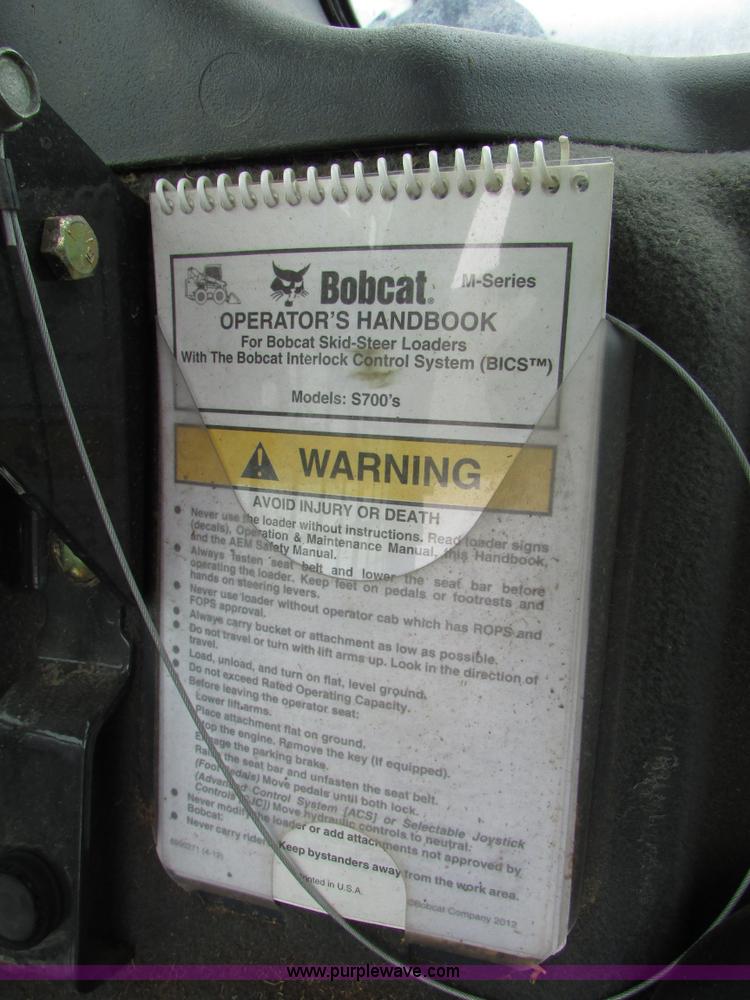 Bobcat® M-Series
OPERATOR'S HANDBOOK
For Bobcat Skid-Steer Loaders
With The Bobcat Interlock Control System (BICS™)
Models: S700's
WARNING
AVOID INJURY OR DEATH
• Never use the loader without instructions. Read loader signs
(decals), Operation & Maintenance Manual, this Handbook,
and the AEM Safety Manual.
• Always fasten seat belt and lower the seat bar before
operating the loader. Keep feet on pedals or footrests and
hands on steering levers.
• Never use loader without operator cab which has ROPS and
FOPS approval.
• Always carry bucket or attachment as low as possible.
• Do not travel or turn with lift arms up. Look in the direction of
travel.
• Load, unload, and turn on flat, level ground.
• Do not exceed Rated Operating Capacity.
• Before leaving the operator seat:
Lower lift arms.
Place attachment flat on ground.
Stop the engine. Remove the key (if equipped).
Engage the parking brake.
Raise the seat bar and unfasten the seat belt.
(Foot Pedals) Move pedals until both lock.
(Advanced Control System [ACS] or Selectable Joystick
Controls [SJC]) Move hydraulic controls to neutral.
• Never modify the loader or add attachments not approved by
Bobcat.
• Never carry riders. Keep bystanders away from the work area.
(4-12)
Printed in U.S.A.
©Bobcat Company 2012
www.purplewave.com